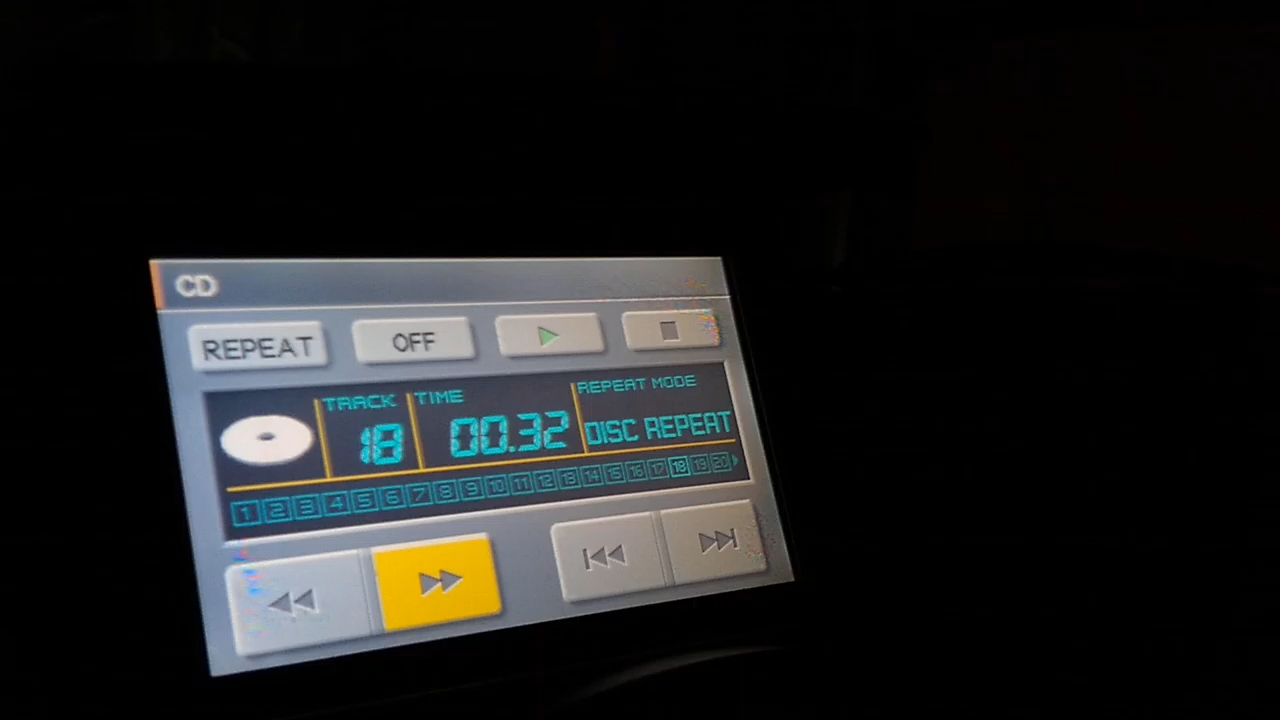 CD
REPEAT OFF
TRACK TIME REPEAT MODE
18 00.32 DISC REPEAT
1 2 3 4 5 6 7 8 9 10 11 12 13 14 15 16 17 18 19 20